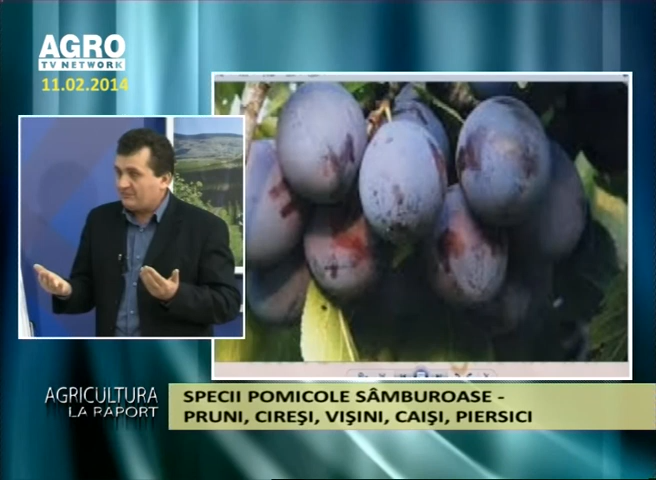 AGRO
TV NETWORK
11.02.2014
AGRICULTURA
LA RAPORT
SPECII POMICOLE SÂMBUROASE -
PRUNI, CIREŞI, VIŞINI, CAIŞI, PIERSICI